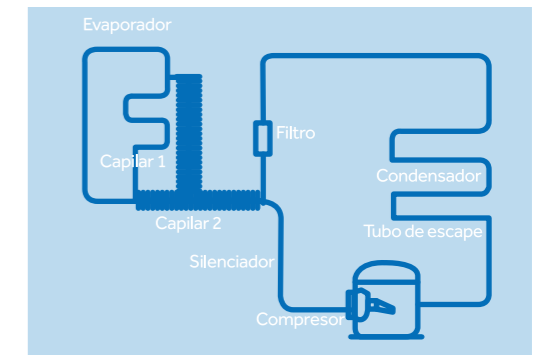 Evaporador
Filtro
Capilar 1
Condensador
Capilar 2
Tubo de escape
Silenciador
Compresor